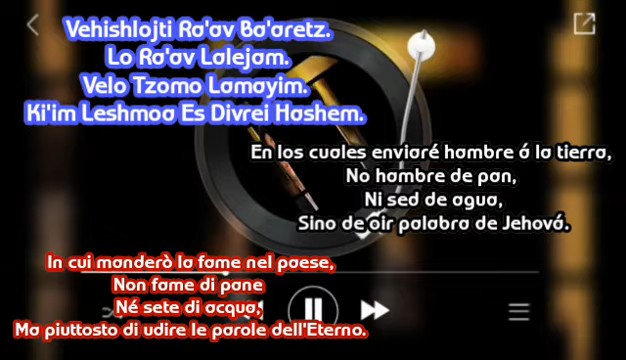 Vehishlojti Ra'av Ba'aretz.
Lo Ra'av Lalejam.
Velo Tzomo Lamayim.
Ki'im Leshmoa Es Divrei Hashem.
En los cuales enviaré hambre á la tierra,
No hambre de pan,
Ni sed de agua,
Sino de oir palabra de Jehová.
In cui manderò la fame nel paese,
Non fame di pane
Né sete di acqua,
Ma piuttosto di udire le parole dell'Eterno.